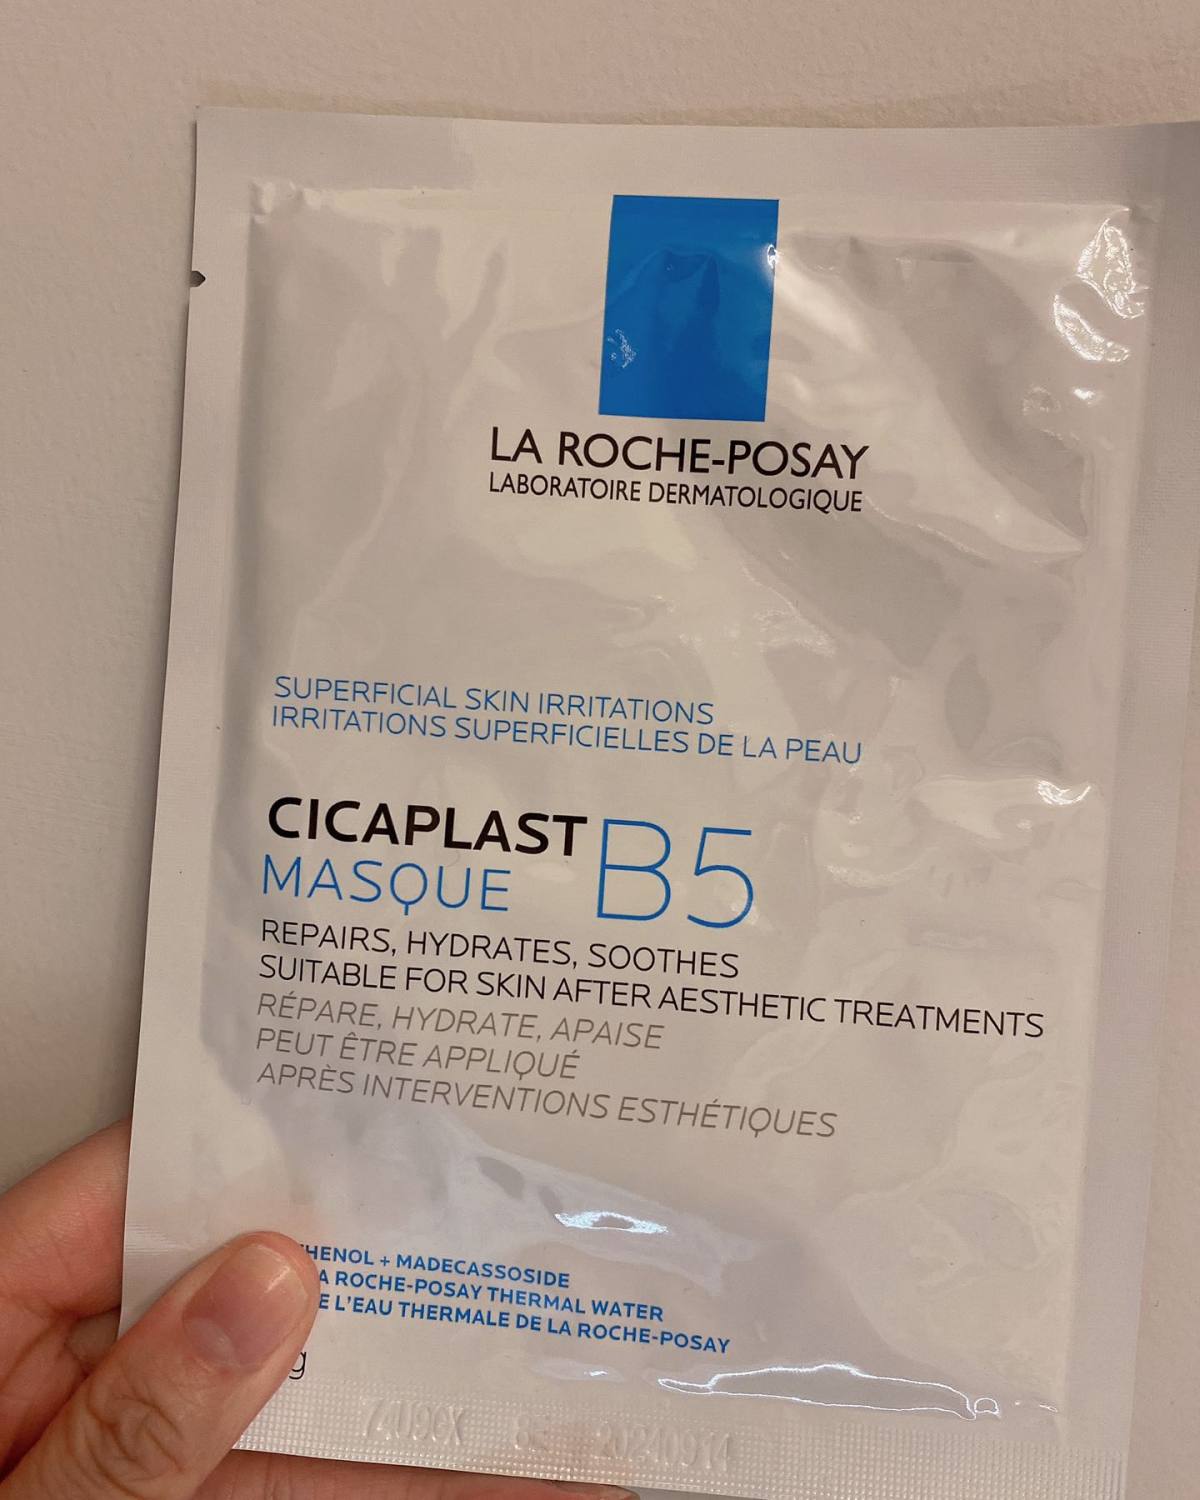 LA ROCHE-POSAY
LABORATOIRE DERMATOLOGIQUE
SUPERFICIAL SKIN IRRITATIONS
IRRITATIONS SUPERFICIELLES DE LA PEAU
CICAPLAST B5
MASQUE
REPAIRS, HYDRATES, SOOTHES
SUITABLE FOR SKIN AFTER AESTHETIC TREATMENTS
RÉPARE, HYDRATE, APAISE
PEUT ÊTRE APPLIQUÉ
APRÈS INTERVENTIONS ESTHÉTIQUES
HENOL + MADECASSOSIDE
A ROCHE-POSAY THERMAL WATER
E L'EAU THERMALE DE LA ROCHE-POSAY
g